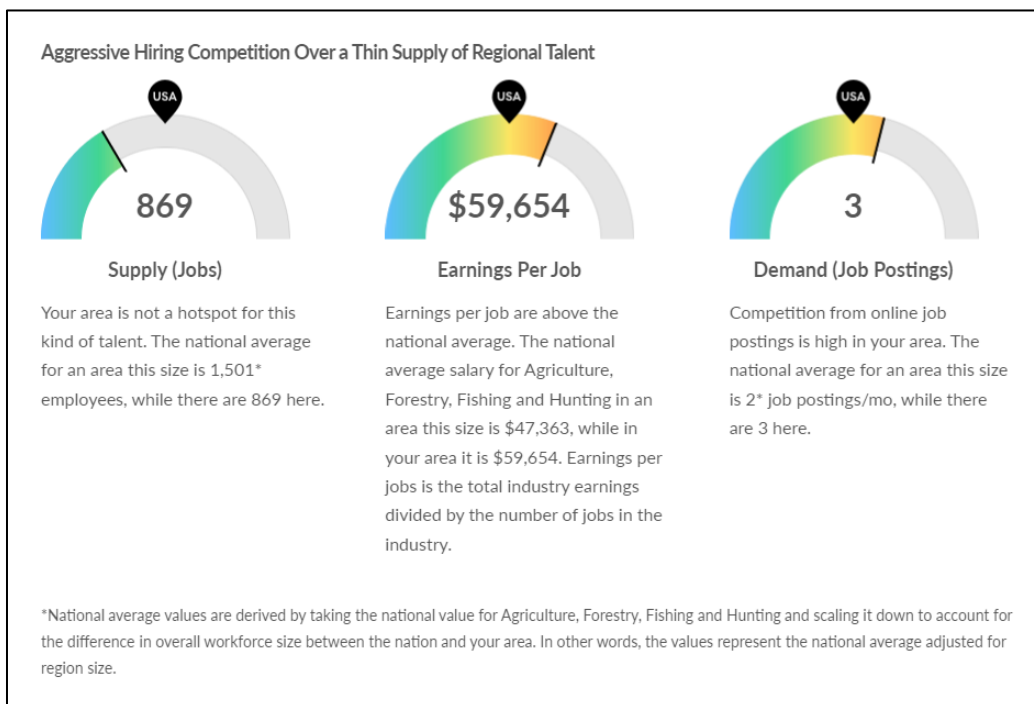 Aggressive Hiring Competition Over a Thin Supply of Regional Talent
USA
869
Supply (Jobs)
Your area is not a hotspot for this
kind of talent. The national average
for an area this size is 1,501*
employees, while there are 869 here.
USA
$59,654
Earnings Per Job
Earnings per job are above the
national average. The national
average salary for Agriculture,
Forestry, Fishing and Hunting in an
area this size is $47,363, while in
your area it is $59,654. Earnings per
jobs is the total industry earnings
divided by the number of jobs in the
industry.
USA
3
Demand (Job Postings)
Competition from online job
postings is high in your area. The
national average for an area this size
is 2* job postings/mo, while there
are 3 here.
*National average values are derived by taking the national value for Agriculture, Forestry, Fishing and Hunting and scaling it down to account for
the difference in overall workforce size between the nation and your area. In other words, the values represent the national average adjusted for
region size.